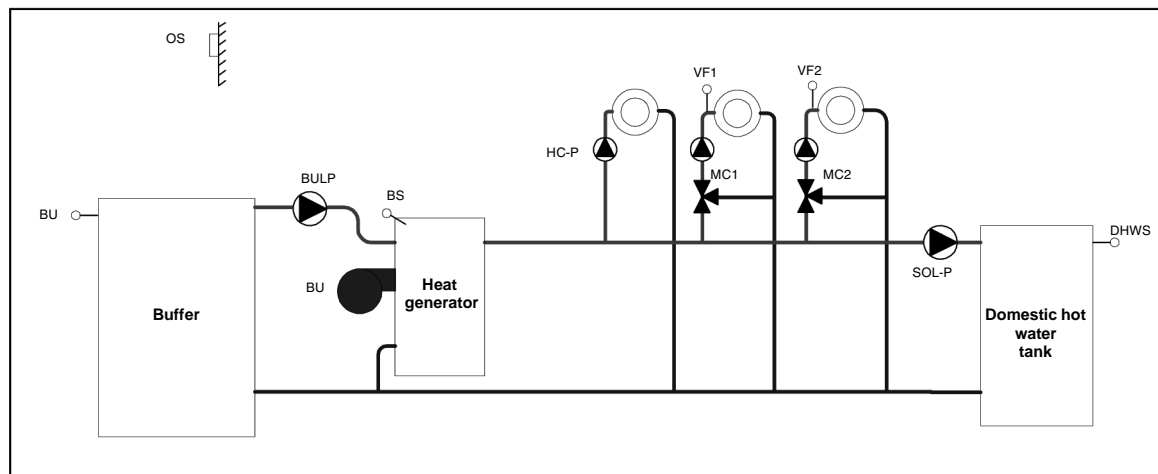 OS
VF1
VF2
HC-P
MC1
MC2
BULP
BS
BU
DHWS
SOL-P
BU
Heat
generator
Buffer
Domestic hot
water
tank